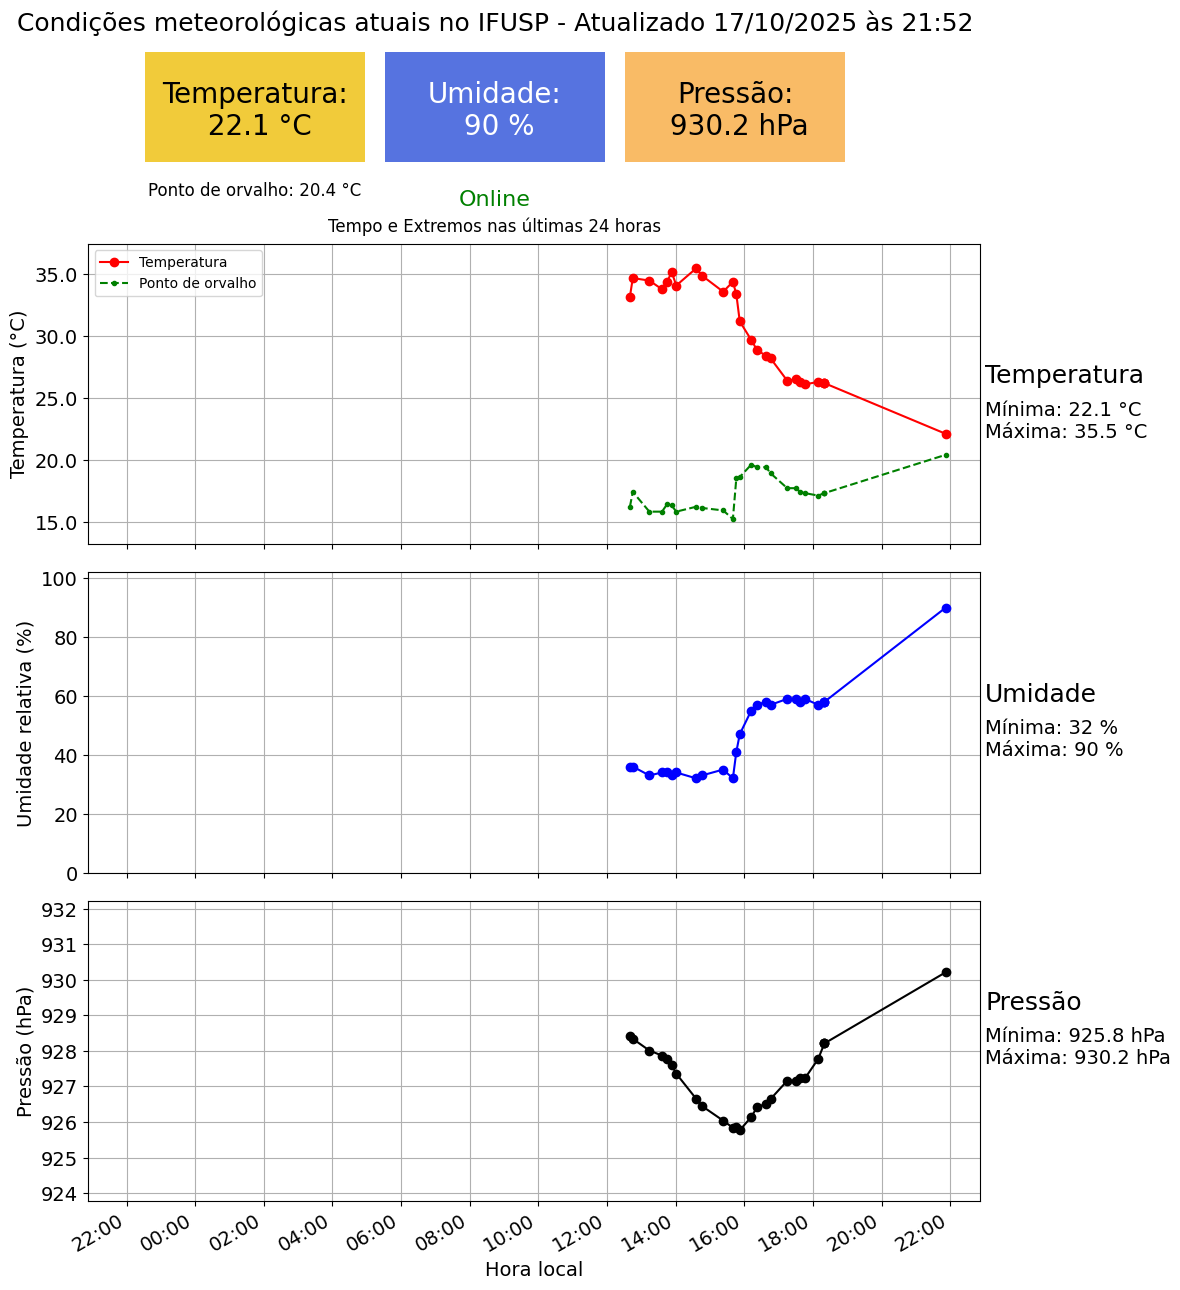 Condições meteorológicas atuais no IFUSP - Atualizado 17/10/2025 às 21:52
Temperatura:
22.1 °C
Umidade:
90 %
Pressão:
930.2 hPa
Ponto de orvalho: 20.4 °C
Online
Tempo e Extremos nas últimas 24 horas
Temperatura
Ponto de orvalho
35.0
30.0
25.0
20.0
15.0
Temperatura (°C)
Temperatura
Mínima: 22.1 °C
Máxima: 35.5 °C
100
80
60
40
20
0
Umidade relativa (%)
Umidade
Mínima: 32 %
Máxima: 90 %
932
931
930
929
928
927
926
925
924
Pressão (hPa)
Pressão
Mínima: 925.8 hPa
Máxima: 930.2 hPa
22:00
00:00
02:00
04:00
06:00
08:00
10:00
12:00
14:00
16:00
18:00
20:00
22:00
Hora local